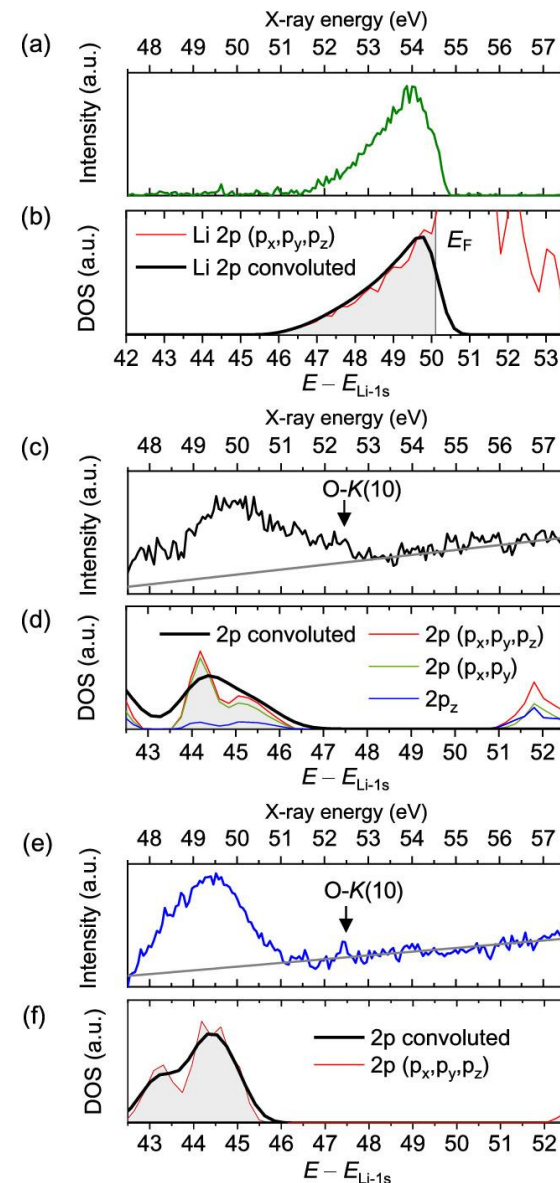 X-ray energy (eV)
(a) 48 49 50 51 52 53 54 55 56 57
Intensity (a.u.)
(b) Li 2p (px,py,pz) EF
Li 2p convoluted
DOS (a.u.)
42 43 44 45 46 47 48 49 50 51 52 53
E − ELi-1s
X-ray energy (eV)
(c) 48 49 50 51 52 53 54 55 56 57
O-K(10)
Intensity (a.u.)
(d) 2p convoluted 2p (px,py,pz)
2p (px,py)
2pz
DOS (a.u.)
43 44 45 46 47 48 49 50 51 52
E − ELi-1s
X-ray energy (eV)
(e) 48 49 50 51 52 53 54 55 56 57
O-K(10)
Intensity (a.u.)
(f) 2p convoluted
2p (px,py,pz)
DOS (a.u.)
43 44 45 46 47 48 49 50 51 52
E − ELi-1s